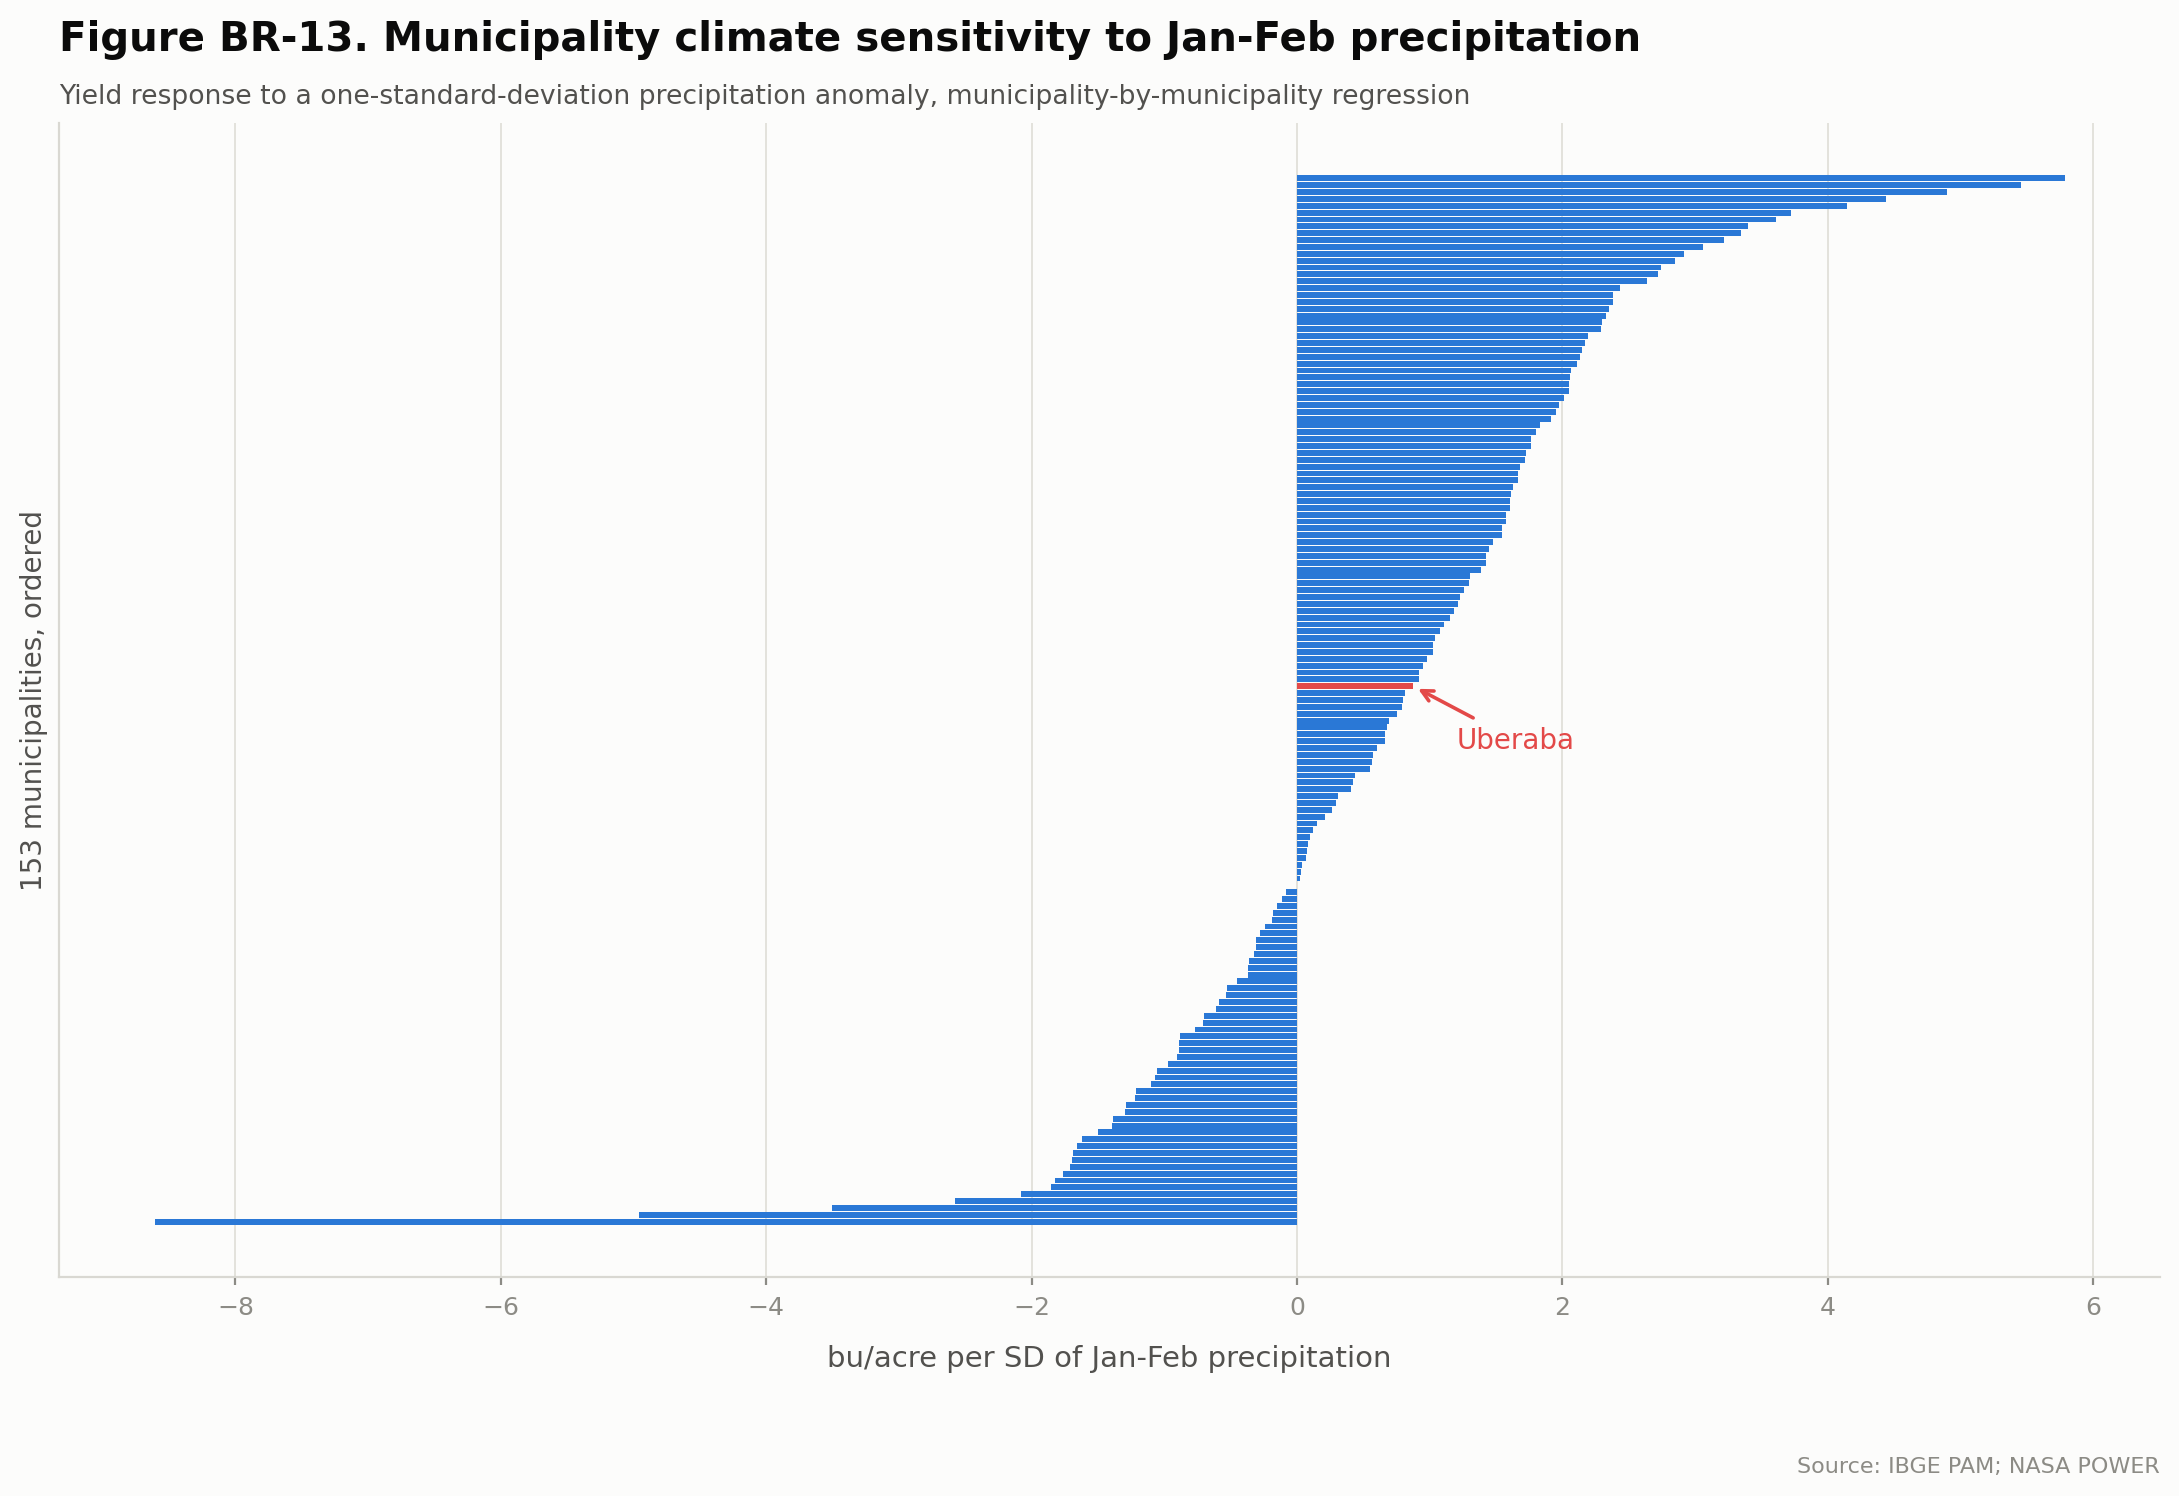 Figure BR-13. Municipality climate sensitivity to Jan-Feb precipitation
Yield response to a one-standard-deviation precipitation anomaly, municipality-by-municipality regression
153 municipalities, ordered
Uberaba
−8 −6 −4 −2 0 2 4 6
bu/acre per SD of Jan-Feb precipitation
Source: IBGE PAM; NASA POWER